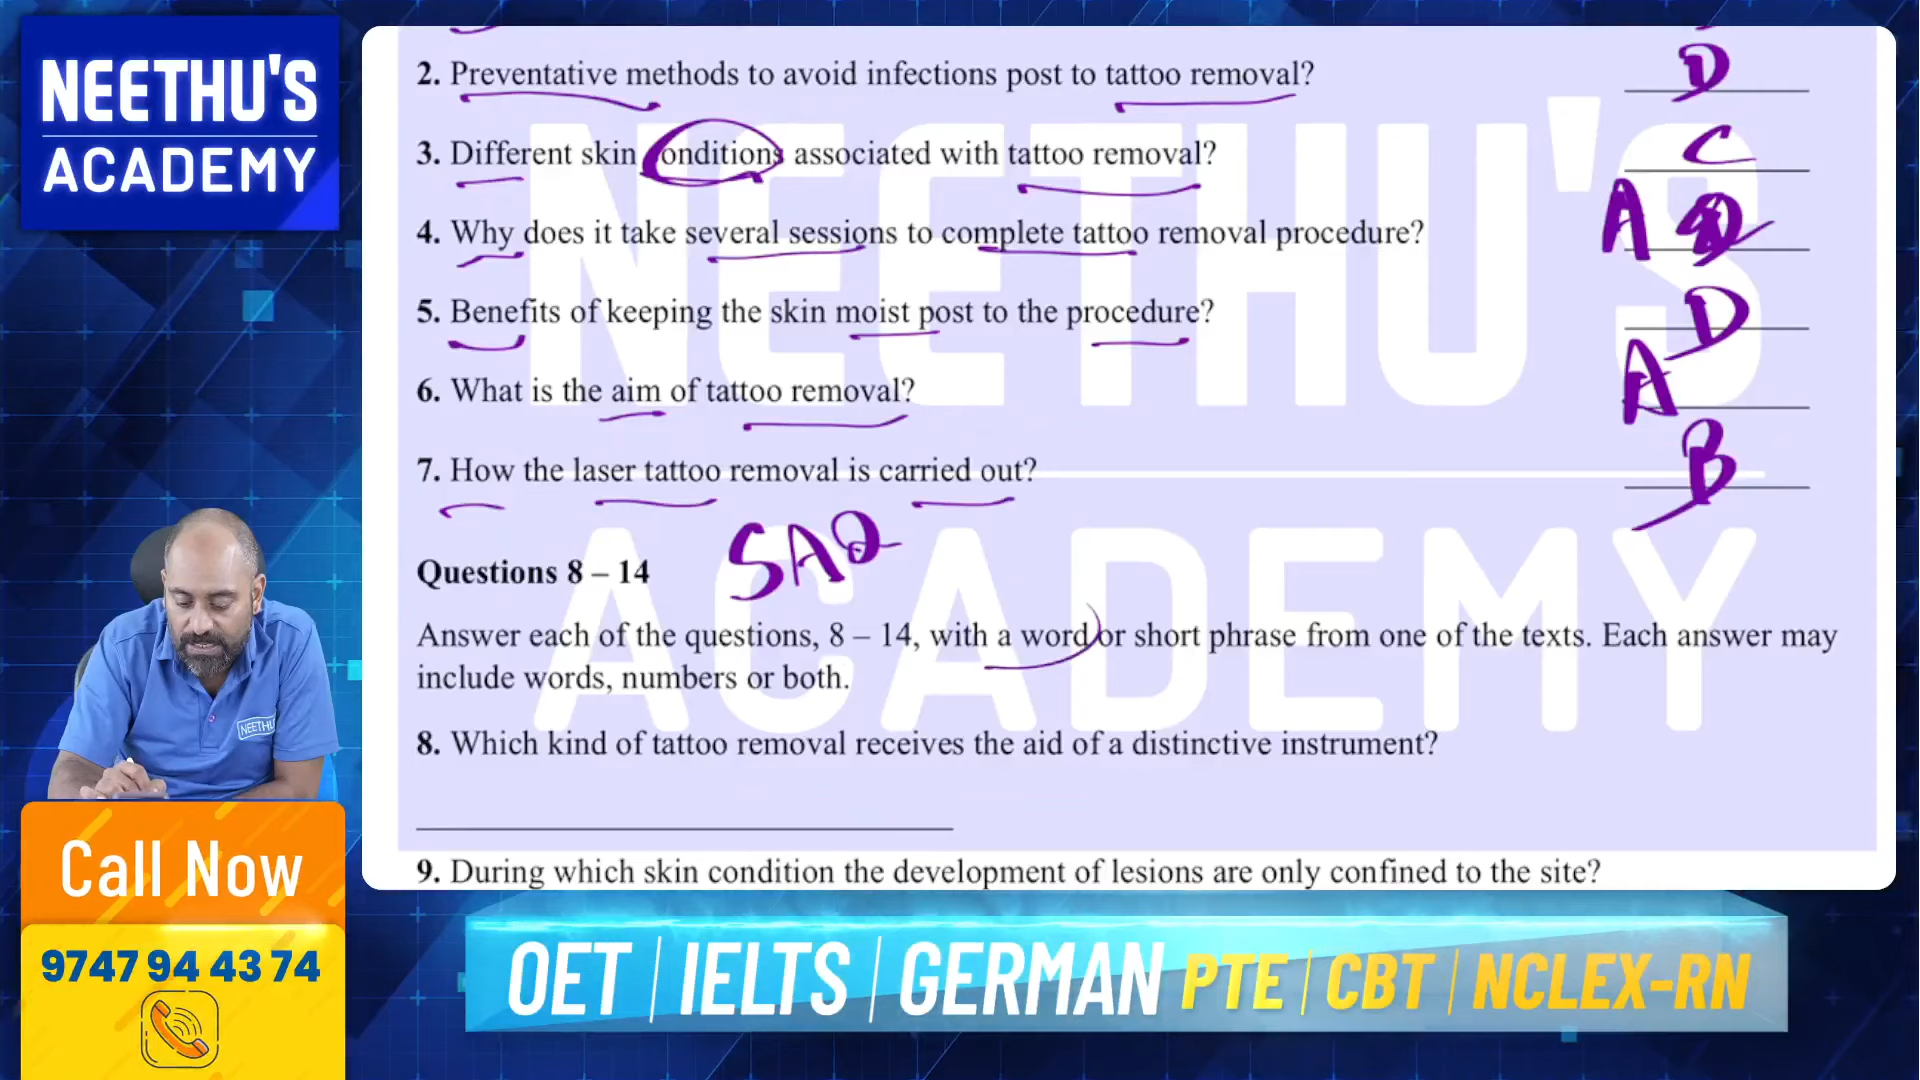 NEETHU'S
ACADEMY
2. Preventative methods to avoid infections post to tattoo removal?
D
3. Different skin conditions associated with tattoo removal?
C
4. Why does it take several sessions to complete tattoo removal procedure?
A D
5. Benefits of keeping the skin moist post to the procedure?
D
6. What is the aim of tattoo removal?
A
7. How the laser tattoo removal is carried out?
B
Questions 8 – 14
SAQ
Answer each of the questions, 8 – 14, with a word or short phrase from one of the texts. Each answer may
include words, numbers or both.
8. Which kind of tattoo removal receives the aid of a distinctive instrument?
9. During which skin condition the development of lesions are only confined to the site?
NEETHU'S
ACADEMY
NEETHU
Call Now
9747 94 43 74
OET | IELTS | GERMAN PTE | CBT | NCLEX-RN